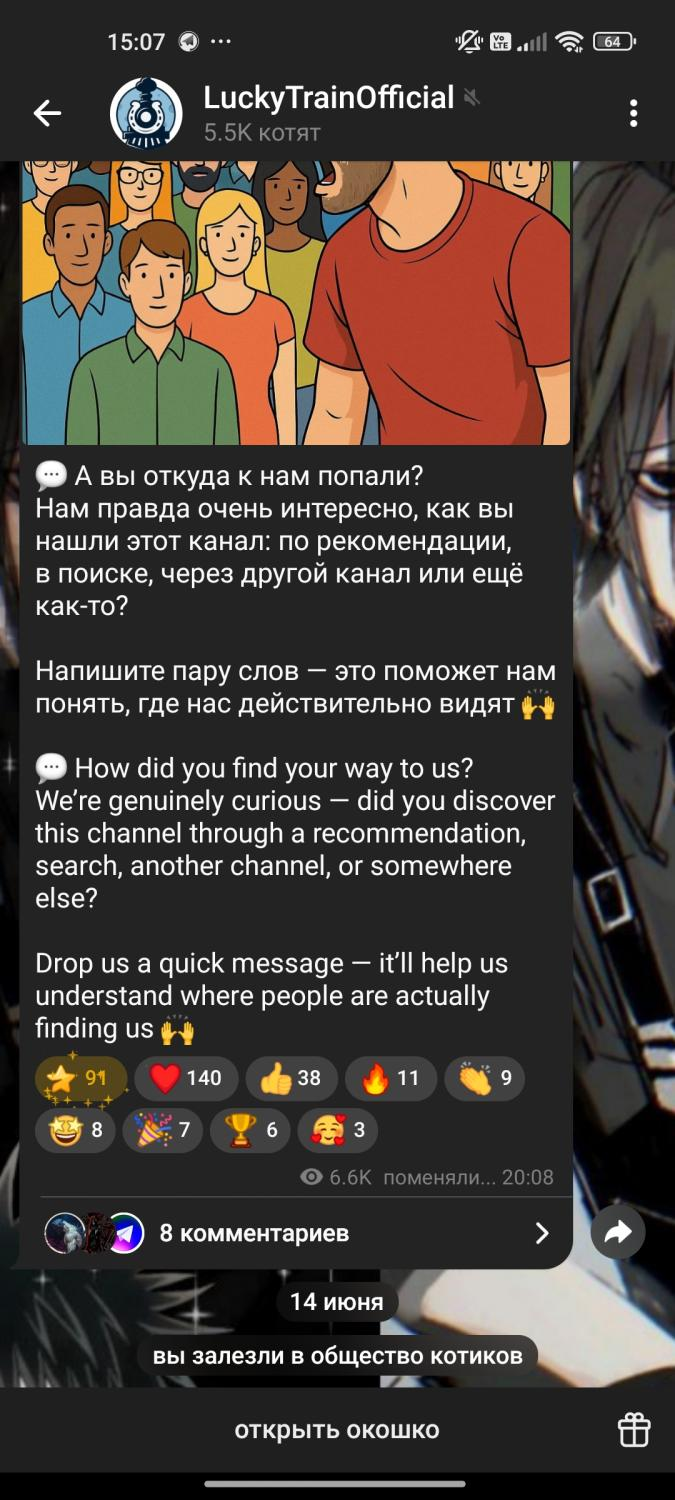 15:07
Vo LTE
64
LuckyTrainOfficial
5.5K котят
💬 А вы откуда к нам попали?
Нам правда очень интересно, как вы
нашли этот канал: по рекомендации,
в поиске, через другой канал или ещё
как-то?
Напишите пару слов — это поможет нам
понять, где нас действительно видят 🙌
💬 How did you find your way to us?
We’re genuinely curious — did you discover
this channel through a recommendation,
search, another channel, or somewhere
else?
Drop us a quick message — it’ll help us
understand where people are actually
finding us 🙌
⭐ 91 ❤️ 140 👍 38 🔥 11 👏 9
🤩 8 🎉 7 🏆 6 🥰 3
6.6K поменяли... 20:08
8 комментариев
14 июня
вы залезли в общество котиков
открыть окошко